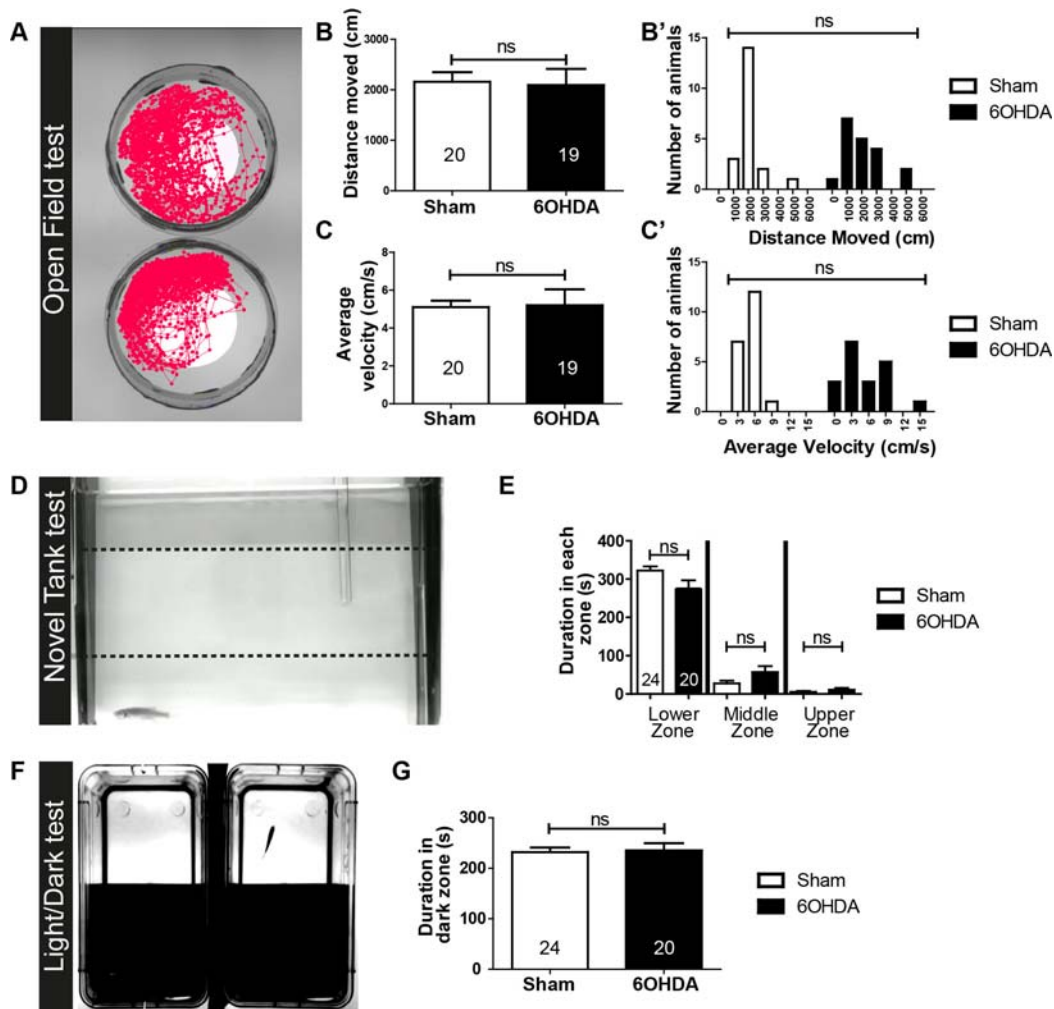 A
Open Field test
B
Distance moved (cm)
3000
2000
1000
0
ns
20
19
Sham
6OHDA
B'
Number of animals
15
10
5
0
ns
Sham
6OHDA
0 1000 2000 3000 4000 5000 6000 0 1000 2000 3000 4000 5000 6000
Distance Moved (cm)
C
Average
velocity (cm/s)
8
6
4
2
0
ns
20
19
Sham
6OHDA
C'
Number of animals
15
10
5
0
ns
Sham
6OHDA
0 3 6 9 12 15 0 3 6 9 12 15
Average Velocity (cm/s)
D
Novel Tank test
E
Duration in each
zone (s)
400
300
200
100
0
ns
ns
ns
24
20
Sham
6OHDA
Lower
Zone
Middle
Zone
Upper
Zone
F
Light/Dark test
G
Duration in
dark zone (s)
300
200
100
0
ns
24
20
Sham
6OHDA
Sham
6OHDA